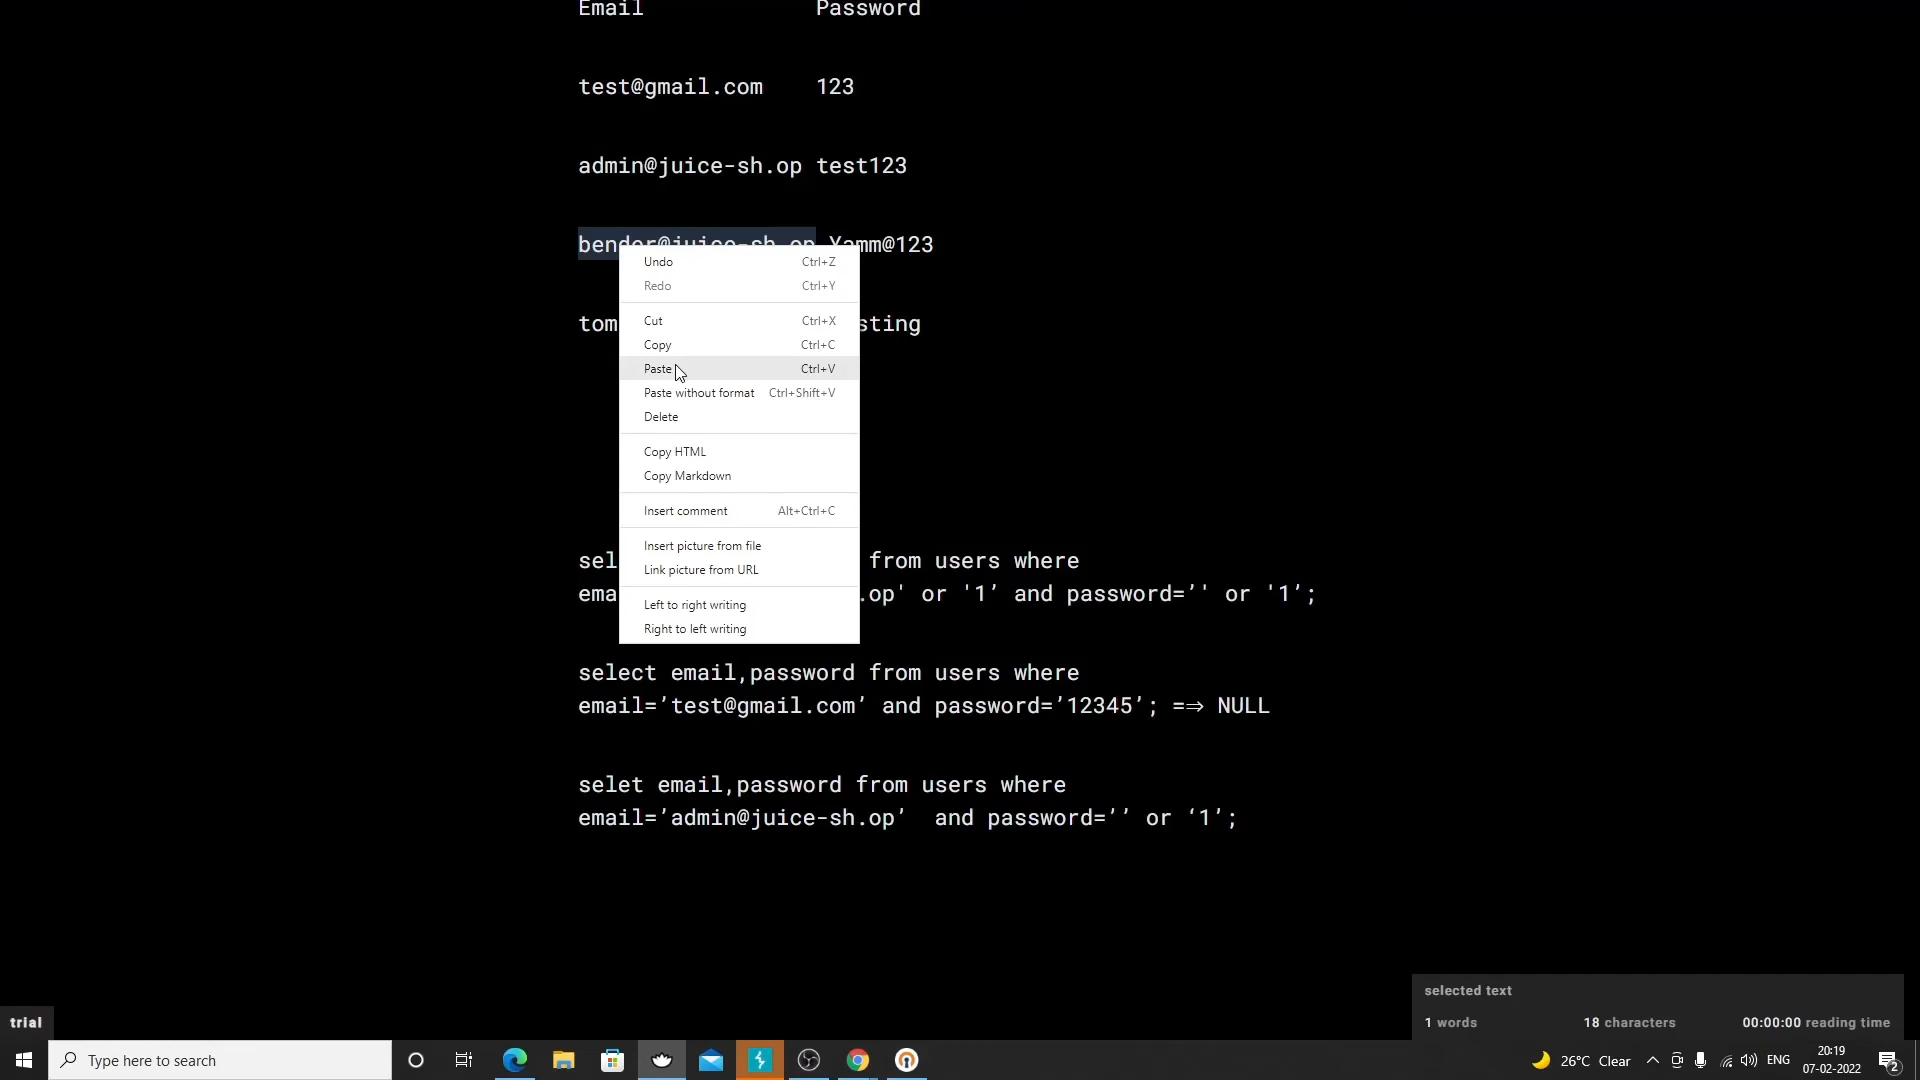 Email Password
test@gmail.com 123
admin@juice-sh.op test123
bender@juice-sh.op Yamm@123
Undo Ctrl+Z
Redo Ctrl+Y
Cut Ctrl+X
tom sting
Copy Ctrl+C
Paste Ctrl+V
Paste without format Ctrl+Shift+V
Delete
Copy HTML
Copy Markdown
Insert comment Alt+Ctrl+C
Insert picture from file
Link picture from URL
Left to right writing
Right to left writing
sel from users where
ema .op' or '1’ and password=’' or '1’;
select email,password from users where
email=’test@gmail.com’ and password=’12345’; ==> NULL
selet email,password from users where
email=’admin@juice-sh.op’ and password=’’ or ‘1’;
selected text
1 words 18 characters 00:00:00 reading time
trial
Type here to search
26°C Clear
ENG
20:19
07-02-2022
2